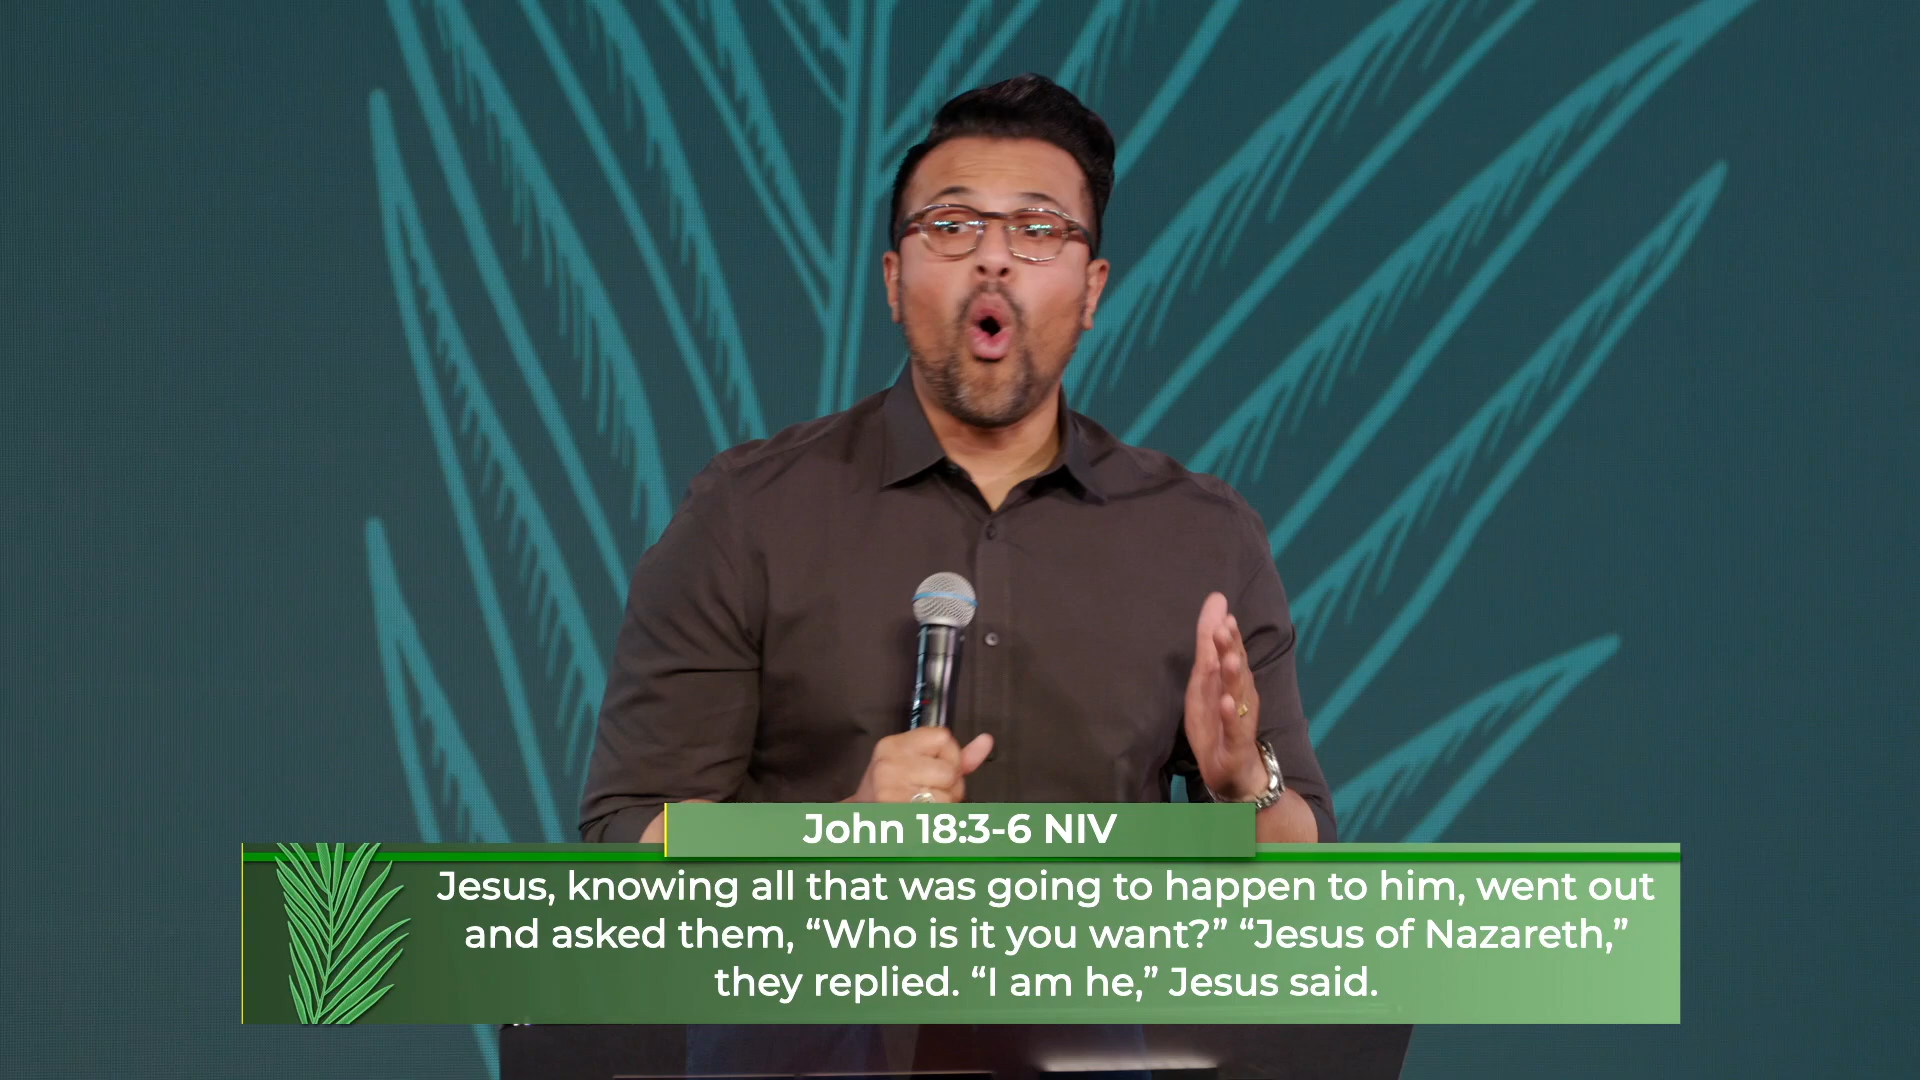 John 18:3-6 NIV
Jesus, knowing all that was going to happen to him, went out
and asked them, “Who is it you want?” “Jesus of Nazareth,”
they replied. “I am he,” Jesus said.